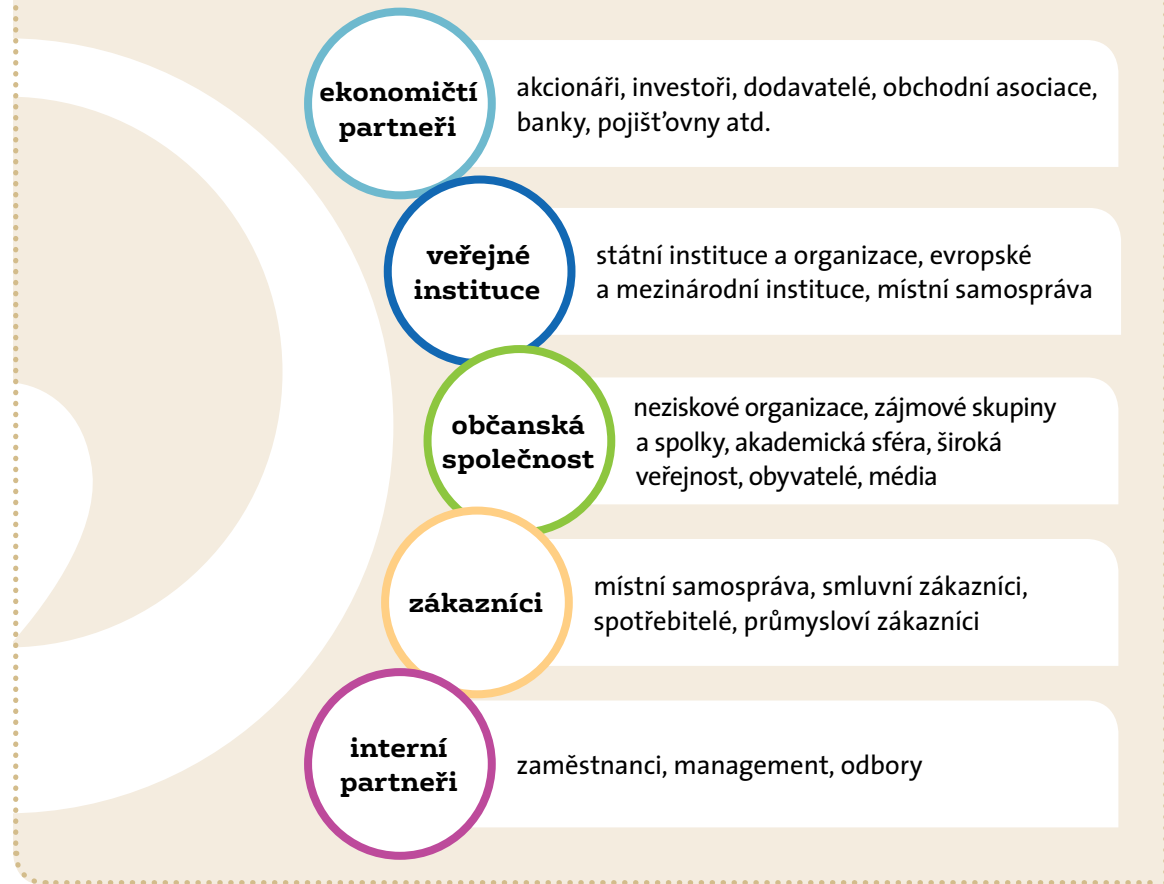 ekonomičtí
partneři
akcionáři, investoři, dodavatelé, obchodní asociace,
banky, pojišťovny atd.
veřejné
instituce
státní instituce a organizace, evropské
a mezinárodní instituce, místní samospráva
občanská
společnost
neziskové organizace, zájmové skupiny
a spolky, akademická sféra, široká
veřejnost, obyvatelé, média
zákazníci
místní samospráva, smluvní zákazníci,
spotřebitelé, průmysloví zákazníci
interní
partneři
zaměstnanci, management, odbory